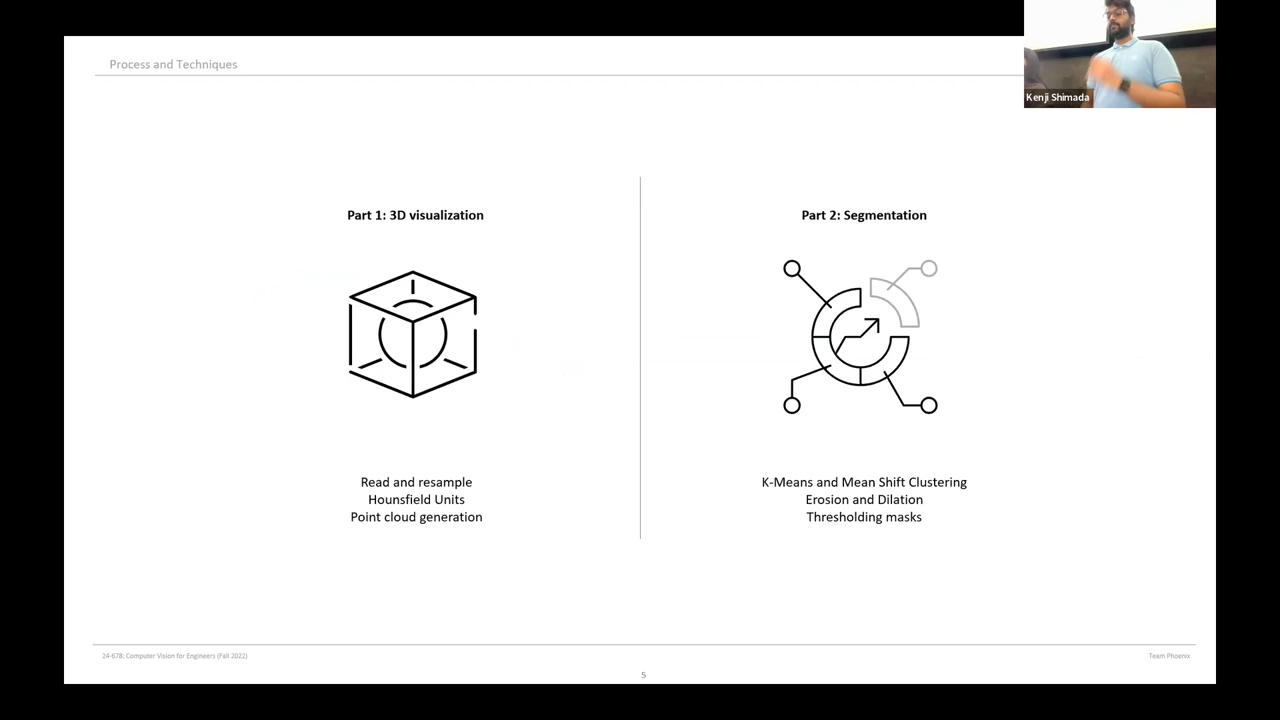 Process and Techniques
Kenji Shimada
Part 1: 3D visualization
Read and resample
Hounsfield Units
Point cloud generation
Part 2: Segmentation
K-Means and Mean Shift Clustering
Erosion and Dilation
Thresholding masks
24-678: Computer Vision for Engineers (Fall 2022)
Team Phoenix
5